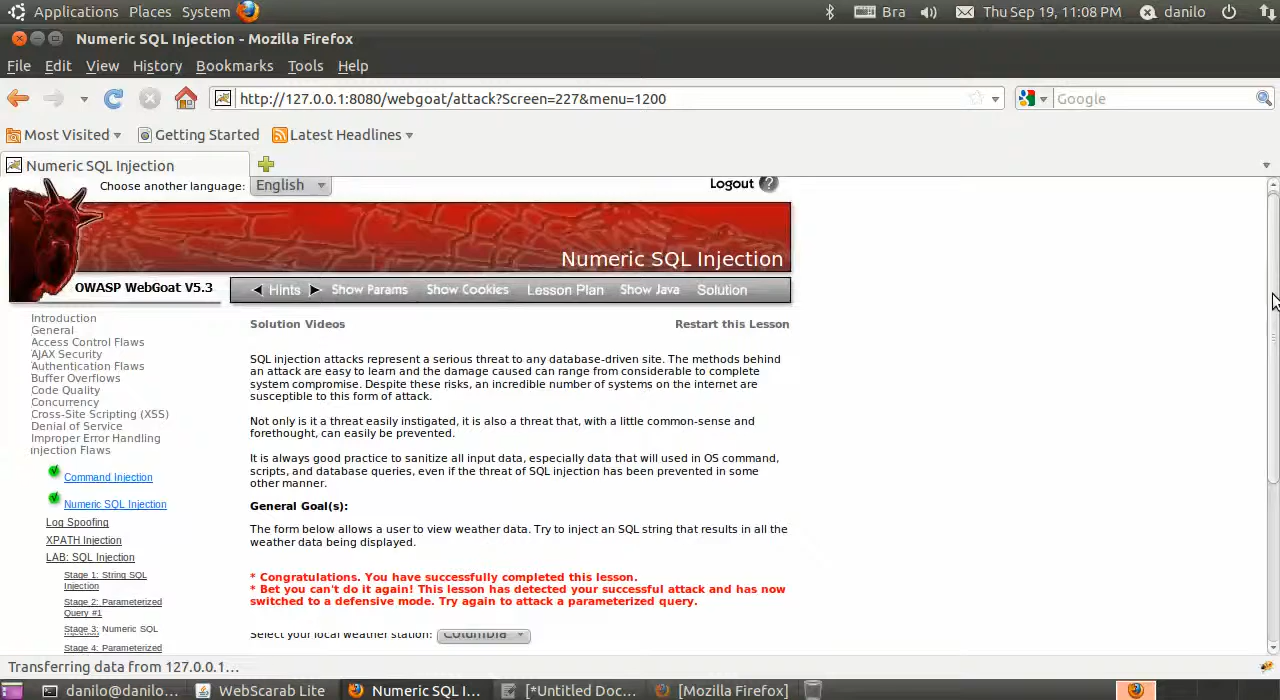 Applications Places System Bra Thu Sep 19, 11:08 PM danilo
Numeric SQL Injection - Mozilla Firefox
File Edit View History Bookmarks Tools Help
http://127.0.0.1:8080/webgoat/attack?Screen=227&menu=1200 Google
Most Visited Getting Started Latest Headlines
Numeric SQL Injection
Choose another language: English Logout ?
Numeric SQL Injection
OWASP WebGoat V5.3 Hints Show Params Show Cookies Lesson Plan Show Java Solution
Introduction
General
Access Control Flaws
AJAX Security
Authentication Flaws
Buffer Overflows
Code Quality
Concurrency
Cross-Site Scripting (XSS)
Denial of Service
Improper Error Handling
Injection Flaws
Command Injection
Numeric SQL Injection
Log Spoofing
XPATH Injection
LAB: SQL Injection
Stage 1: String SQL
Injection
Stage 2: Parameterized
Query #1
Stage 3: Numeric SQL
Stage 4: Parameterized
Solution Videos Restart this Lesson
SQL injection attacks represent a serious threat to any database-driven site. The methods behind
an attack are easy to learn and the damage caused can range from considerable to complete
system compromise. Despite these risks, an incredible number of systems on the internet are
susceptible to this form of attack.
Not only is it a threat easily instigated, it is also a threat that, with a little common-sense and
forethought, can easily be prevented.
It is always good practice to sanitize all input data, especially data that will used in OS command,
scripts, and database queries, even if the threat of SQL injection has been prevented in some
other manner.
General Goal(s):
The form below allows a user to view weather data. Try to inject an SQL string that results in all the
weather data being displayed.
* Congratulations. You have successfully completed this lesson.
* Bet you can't do it again! This lesson has detected your successful attack and has now
switched to a defensive mode. Try again to attack a parameterized query.
Select your local weather station: Columbia
Transferring data from 127.0.0.1...
danilo@danilo... WebScarab Lite Numeric SQL I... [*Untitled Doc... [Mozilla Firefox]